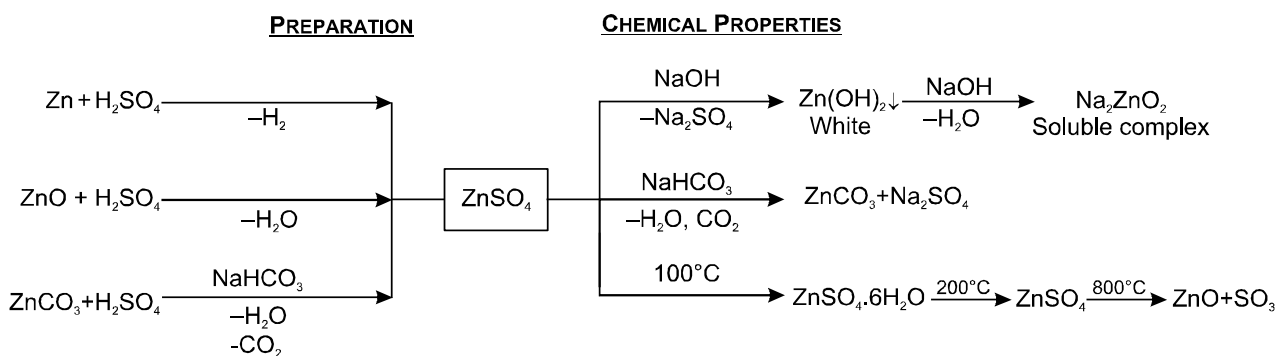 PREPARATION
CHEMICAL PROPERTIES
Zn + H₂SO₄
–H₂
ZnO + H₂SO₄
–H₂O
ZnCO₃+H₂SO₄
NaHCO₃
–H₂O
-CO₂
ZnSO₄
NaOH
–Na₂SO₄
Zn(OH)₂↓
White
NaOH
–H₂O
Na₂ZnO₂
Soluble complex
NaHCO₃
–H₂O, CO₂
ZnCO₃+Na₂SO₄
100°C
ZnSO₄.6H₂O
200°C
ZnSO₄
800°C
ZnO+SO₃